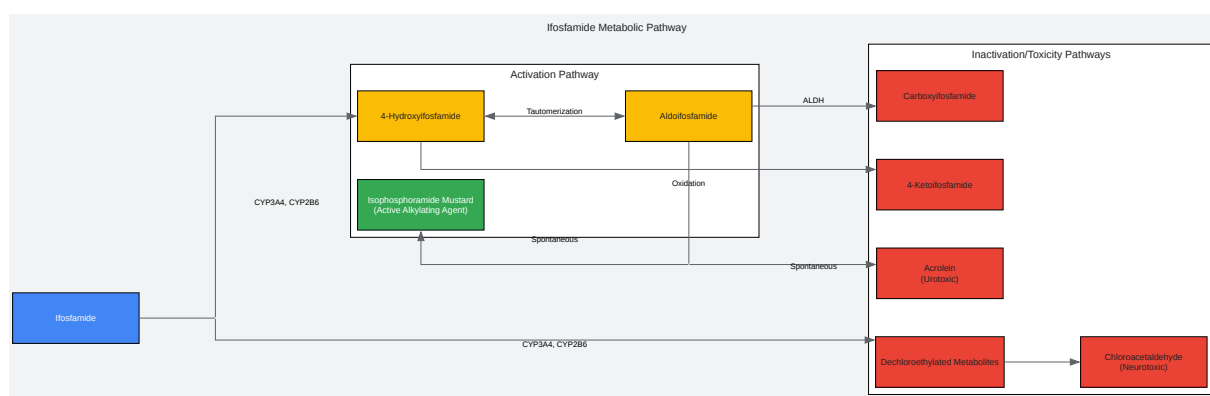 Ifosfamide Metabolic Pathway
Inactivation/Toxicity Pathways
Activation Pathway
4-Hydroxyifosfamide
Tautomerization
Aldoifosfamide
ALDH
Carboxyifosfamide
Oxidation
4-Ketoifosfamide
Isophosphoramide Mustard
(Active Alkylating Agent)
CYP3A4, CYP2B6
Spontaneous
Spontaneous
Acrolein
(Urotoxic)
Ifosfamide
CYP3A4, CYP2B6
Dechloroethylated Metabolites
Chloroacetaldehyde
(Neurotoxic)